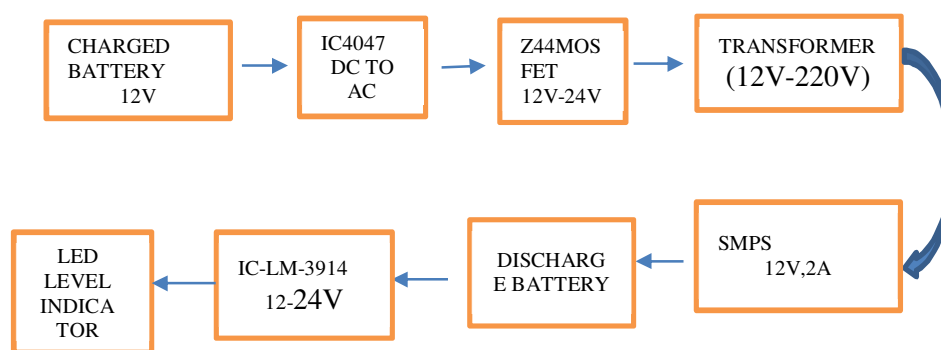 CHARGED
BATTERY
12V
IC4047
DC TO
AC
Z44MOS
FET
12V-24V
TRANSFORMER
(12V-220V)
SMPS
12V,2A
DISCHARG
E BATTERY
IC-LM-3914
12-24V
LED
LEVEL
INDICA
TOR